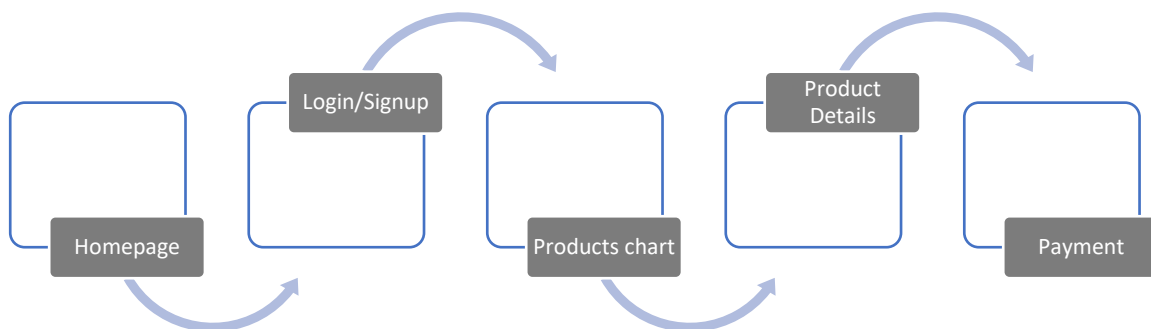 Homepage
Login/Signup
Products chart
Product
Details
Payment